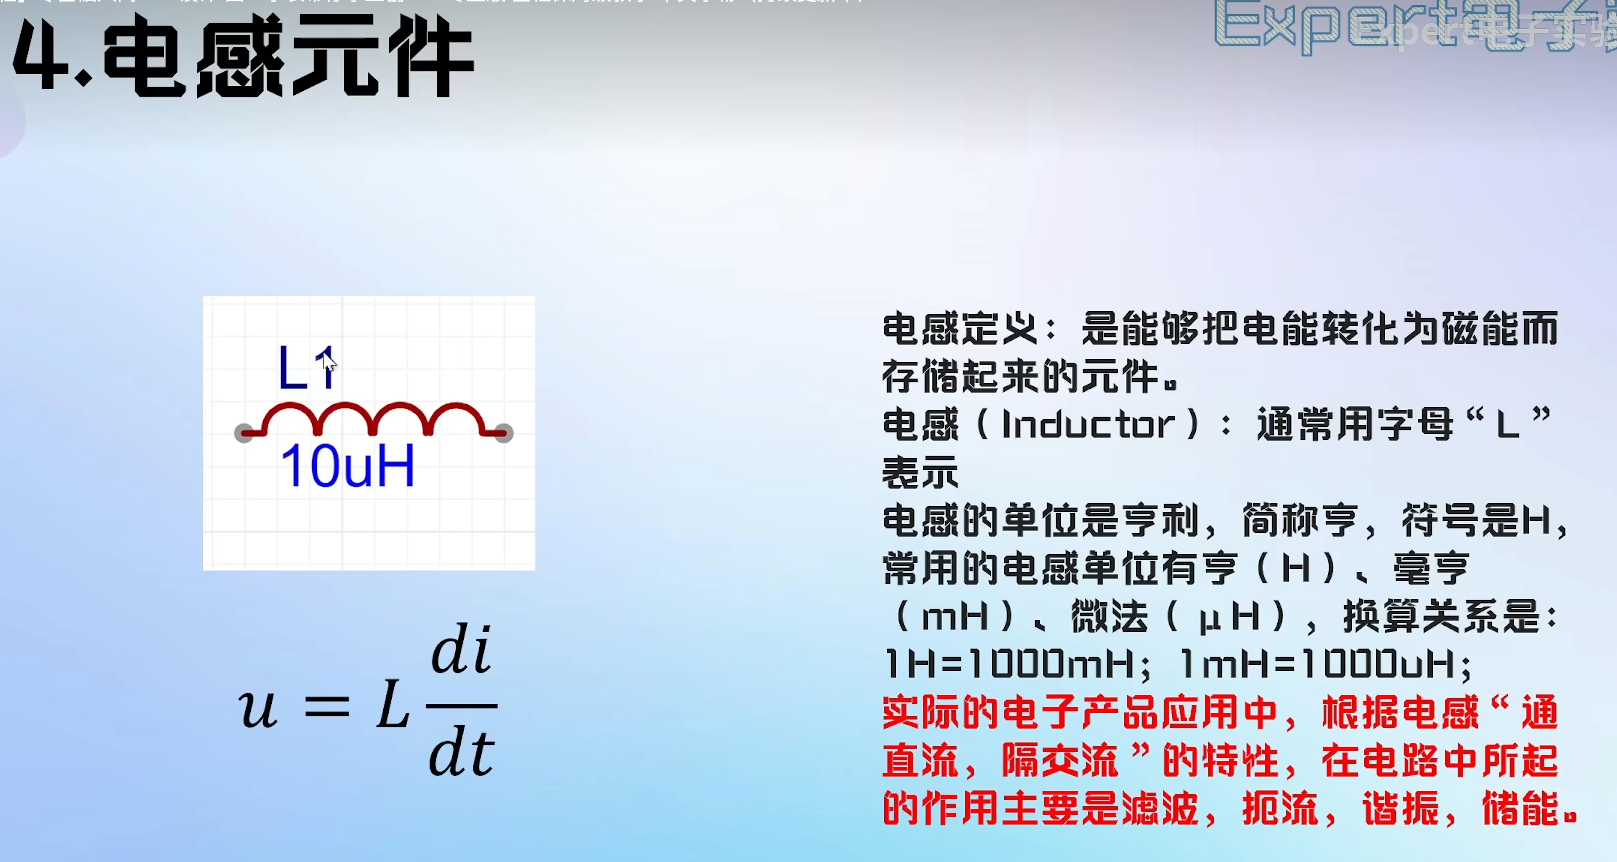 4.电感元件
Expert电子实验
L1
10uH
u = L di/dt
电感定义：是能够把电能转化为磁能而
存储起来的元件。
电感（Inductor）：通常用字母“L”
表示
电感的单位是亨利，简称亨，符号是H，
常用的电感单位有亨（H）、毫亨
（mH）、微法（μH），换算关系是：
1H=1000mH；1mH=1000uH；
实际的电子产品应用中，根据电感“通
直流，隔交流”的特性，在电路中所起
的作用主要是滤波，扼流，谐振，储能。